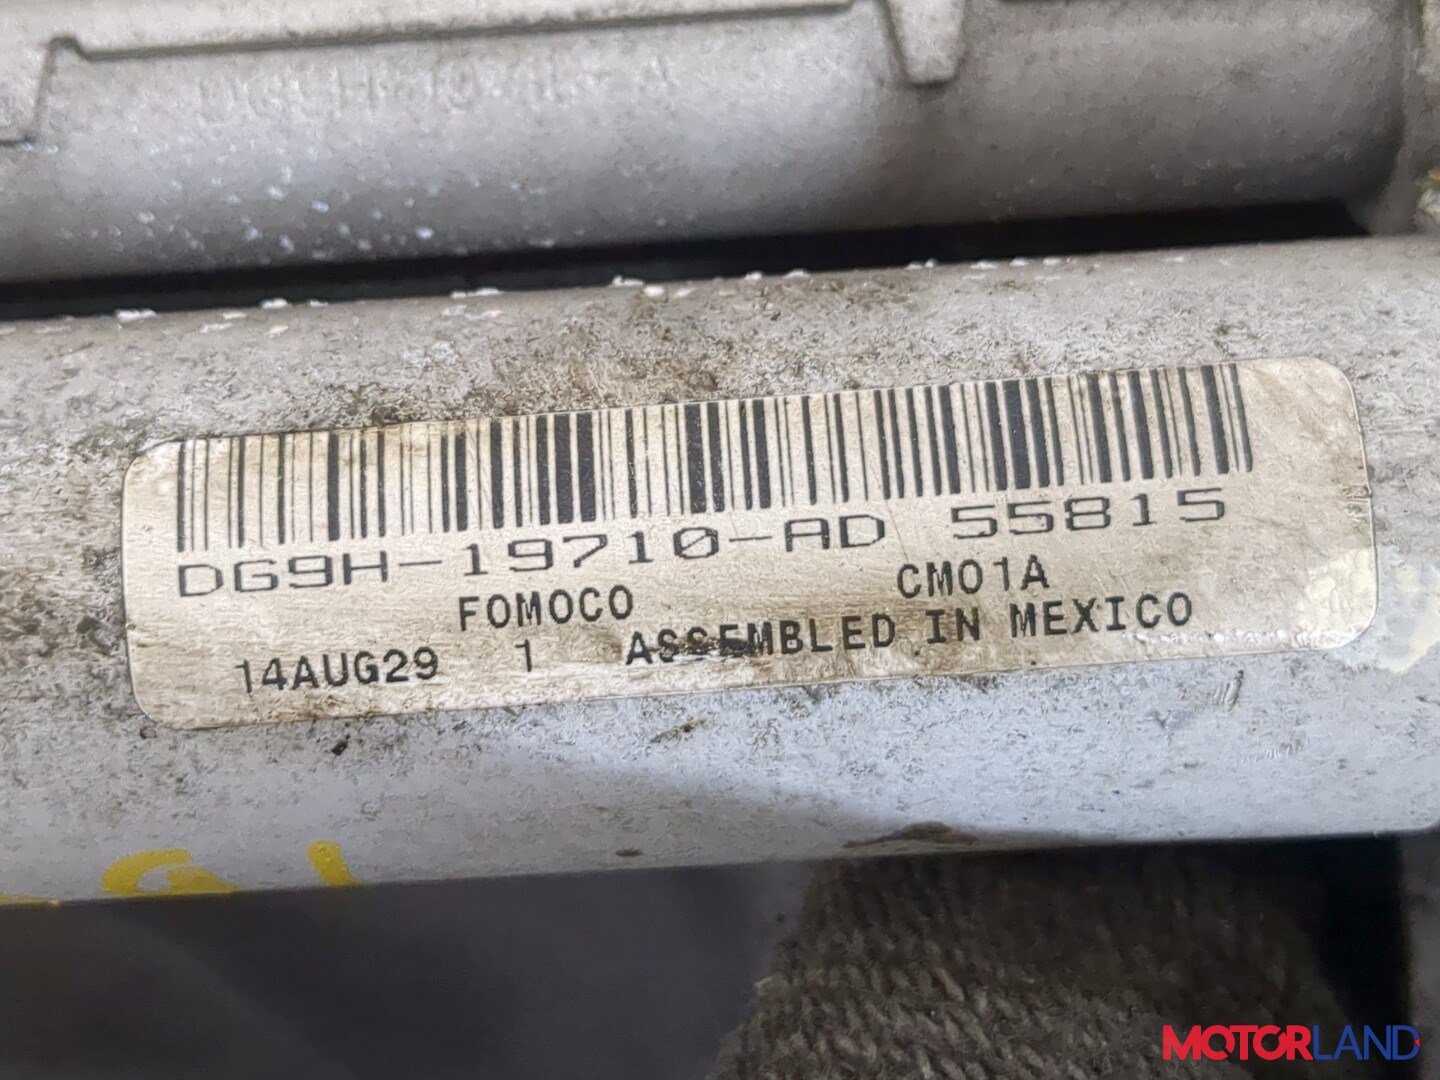 DG9H-19710-AD 55815
FOMOCO CM01A
14AUG29 1 ASSEMBLED IN MEXICO
MOTORLAND